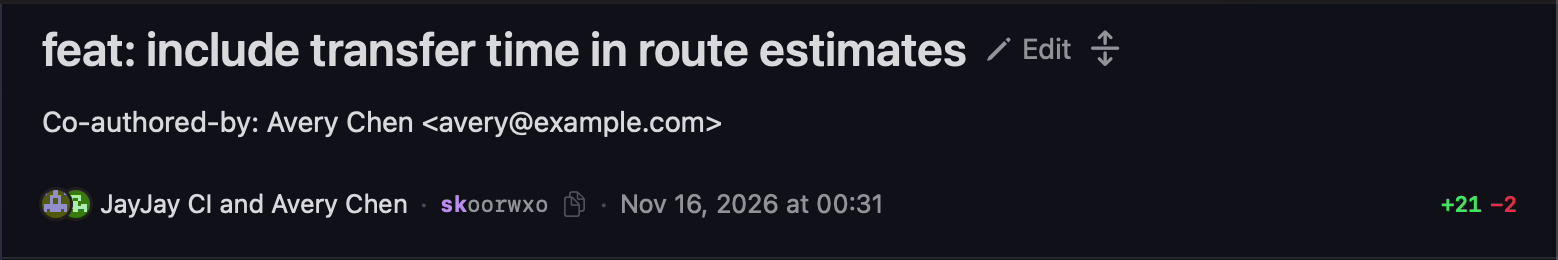 feat: include transfer time in route estimates Edit
Co-authored-by: Avery Chen <avery@example.com>
JayJay CI and Avery Chen · skoorwxo · Nov 16, 2026 at 00:31 +21 −2